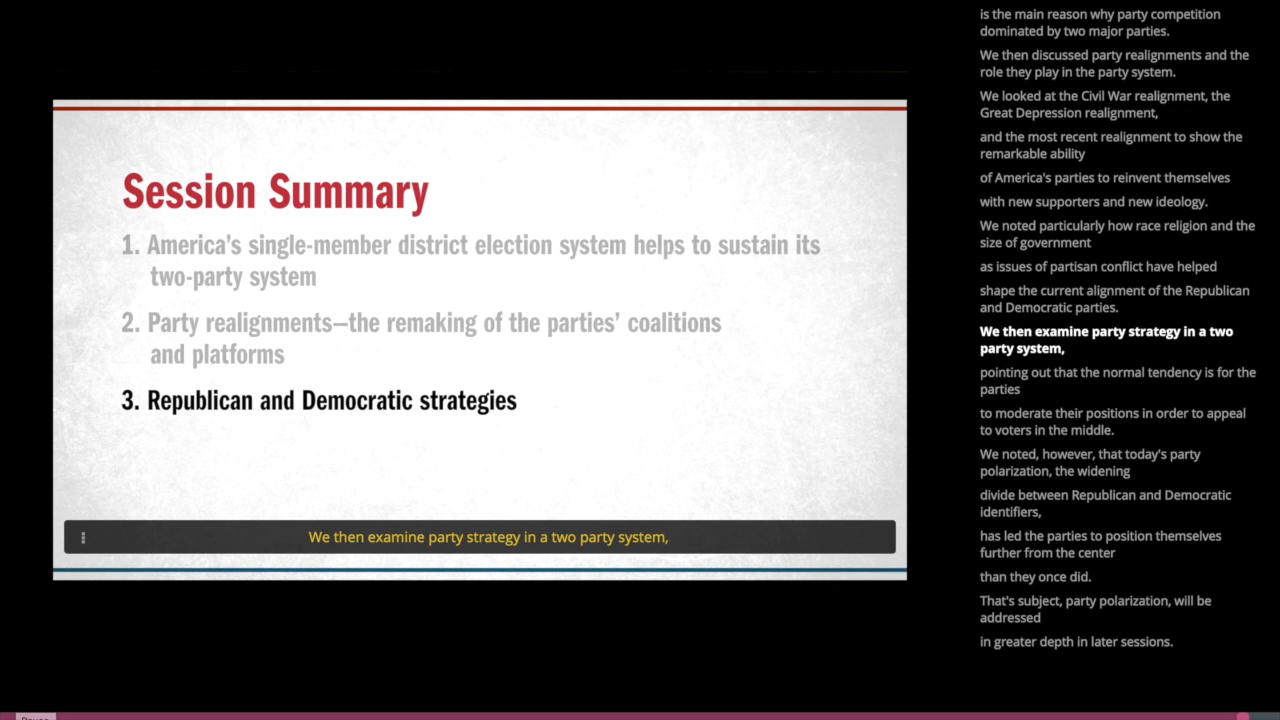 Session Summary
1. America's single-member district election system helps to sustain its
two-party system
2. Party realignments—the remaking of the parties' coalitions
and platforms
3. Republican and Democratic strategies
We then examine party strategy in a two party system,
is the main reason why party competition
dominated by two major parties.
We then discussed party realignments and the
role they play in the party system.
We looked at the Civil War realignment, the
Great Depression realignment,
and the most recent realignment to show the
remarkable ability
of America's parties to reinvent themselves
with new supporters and new ideology.
We noted particularly how race religion and the
size of government
as issues of partisan conflict have helped
shape the current alignment of the Republican
and Democratic parties.
We then examine party strategy in a two
party system,
pointing out that the normal tendency is for the
parties
to moderate their positions in order to appeal
to voters in the middle.
We noted, however, that today's party
polarization, the widening
divide between Republican and Democratic
identifiers,
has led the parties to position themselves
further from the center
than they once did.
That's subject, party polarization, will be
addressed
in greater depth in later sessions.